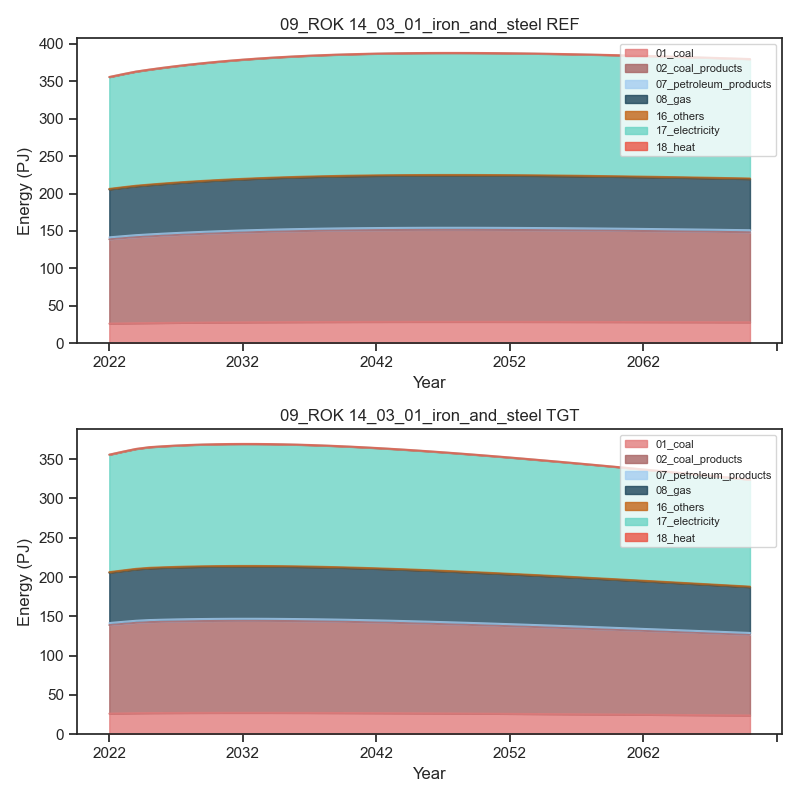 09_ROK 14_03_01_iron_and_steel REF
400
350
300
250
200
150
100
50
0
Energy (PJ)
01_coal
02_coal_products
07_petroleum_products
08_gas
16_others
17_electricity
18_heat
2022 2032 2042 2052 2062
Year
09_ROK 14_03_01_iron_and_steel TGT
350
300
250
200
150
100
50
0
Energy (PJ)
01_coal
02_coal_products
07_petroleum_products
08_gas
16_others
17_electricity
18_heat
2022 2032 2042 2052 2062
Year